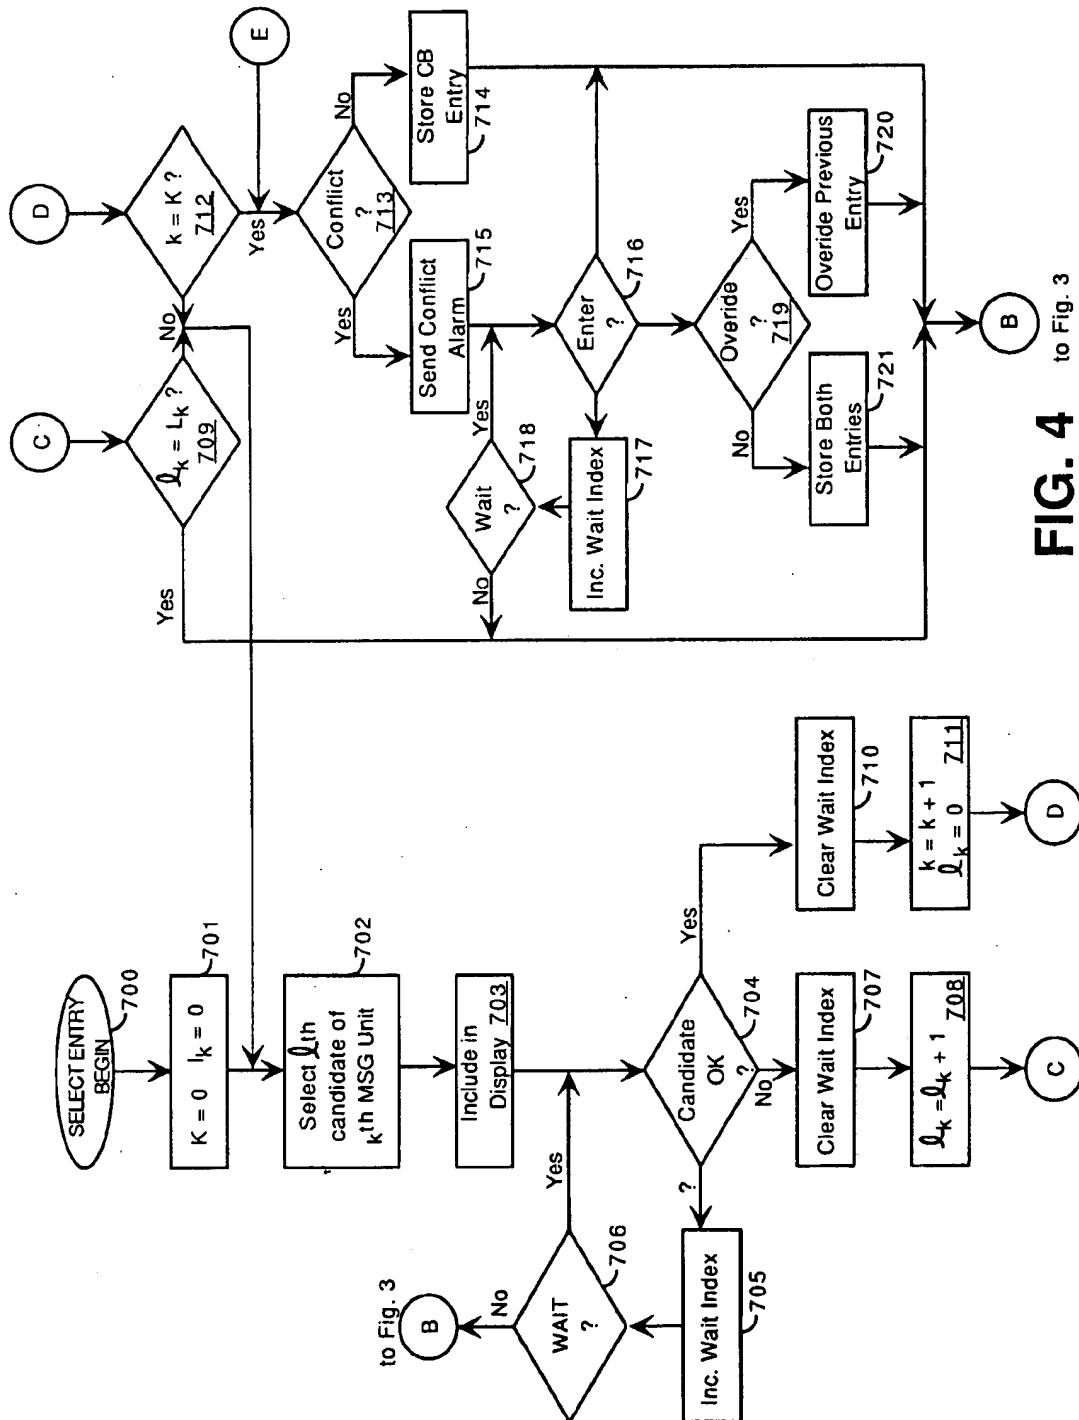 SELECT ENTRY
BEGIN
700
K = 0 l_k = 0
701
Select ℓth
candidate of
kth MSG Unit
702
Include in
Display 703
Candidate
OK
?
704
Yes
No
?
Inc. Wait Index
705
WAIT
?
706
Yes
No
B
to Fig. 3
Clear Wait Index
707
ℓ_k = ℓ_k + 1
708
C
Clear Wait Index
710
k = k + 1
ℓ_k = 0
711
D
C
ℓ_k = L_k ?
709
Yes
No
D
k = K ?
712
Yes
E
Conflict
?
713
Yes
No
Store CB
Entry
714
Send Conflict
Alarm
715
Enter
?
716
Inc. Wait Index
717
Wait
?
718
Yes
No
Overide
?
719
Yes
No
Overide Previous
Entry
720
Store Both
Entries
721
B
to Fig. 3
FIG. 4